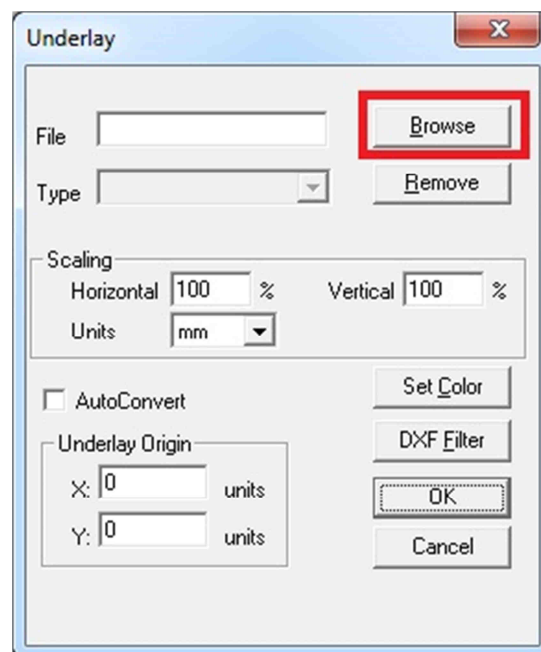 Underlay
File
Browse
Type
Remove
Scaling
Horizontal 100 % Vertical 100 %
Units mm
AutoConvert
Set Color
Underlay Origin
DXF Filter
X: 0 units
OK
Y: 0 units
Cancel